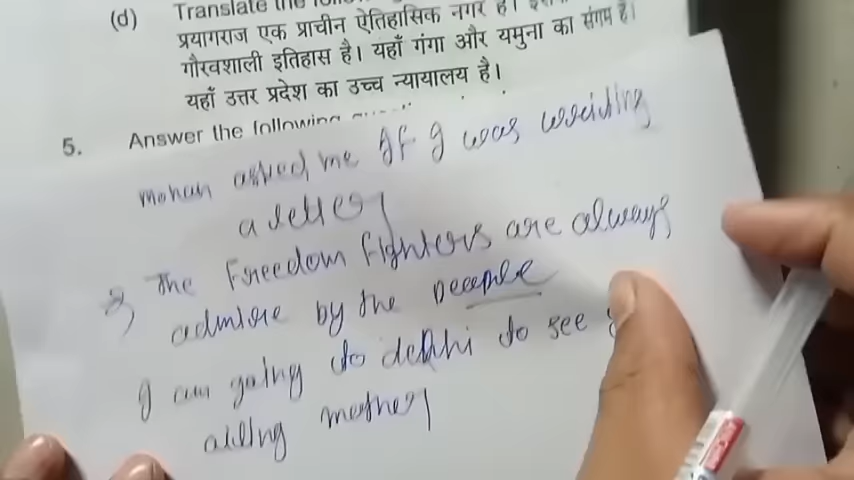 (d) Translate the
प्रयागराज एक प्राचीन ऐतिहासिक नगर है।
गौरवशाली इतिहास है। यहाँ गंगा और यमुना का संगम है।
यहाँ उत्तर प्रदेश का उच्च न्यायालय है।
5. Answer the following
mohan asked me If I was writing
a letter
The Freedom Fighters are always
admire by the peeople
I am going to delhi to see
ailing mother